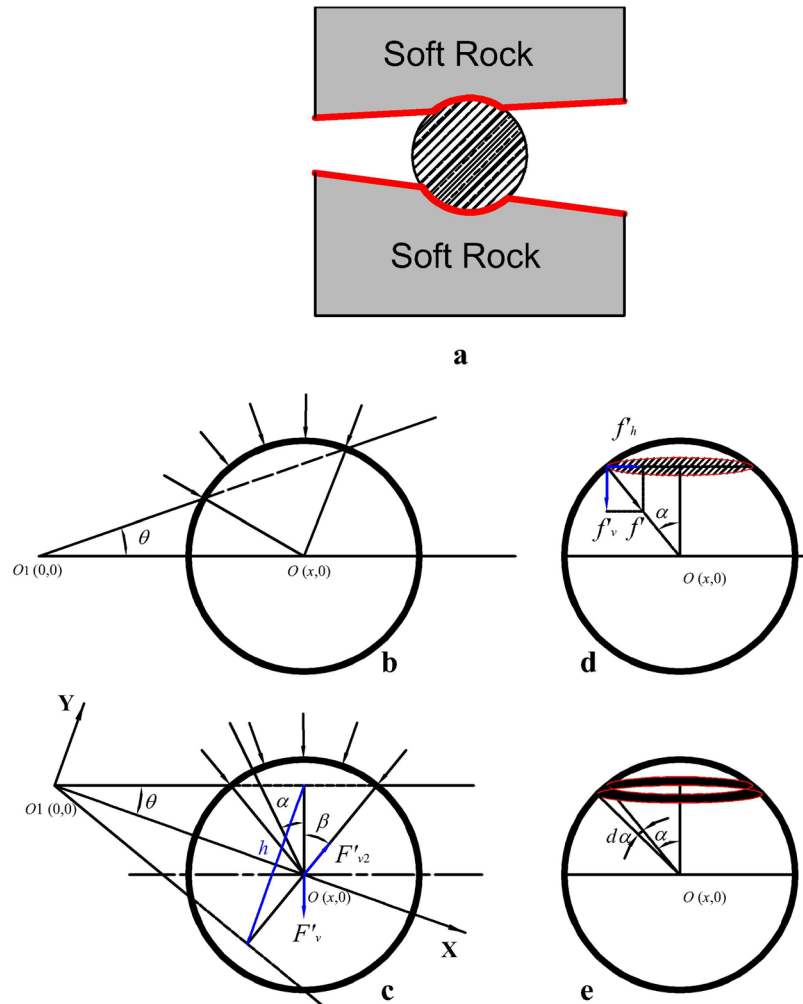 Soft Rock
Soft Rock
a
θ
O1 (0,0)
O (x,0)
b
f'h
f'v
f'
α
O (x,0)
d
Y
O1 (0,0)
θ
α
β
h
F'v2
O (x,0)
F'v
X
c
dα
α
O (x,0)
e